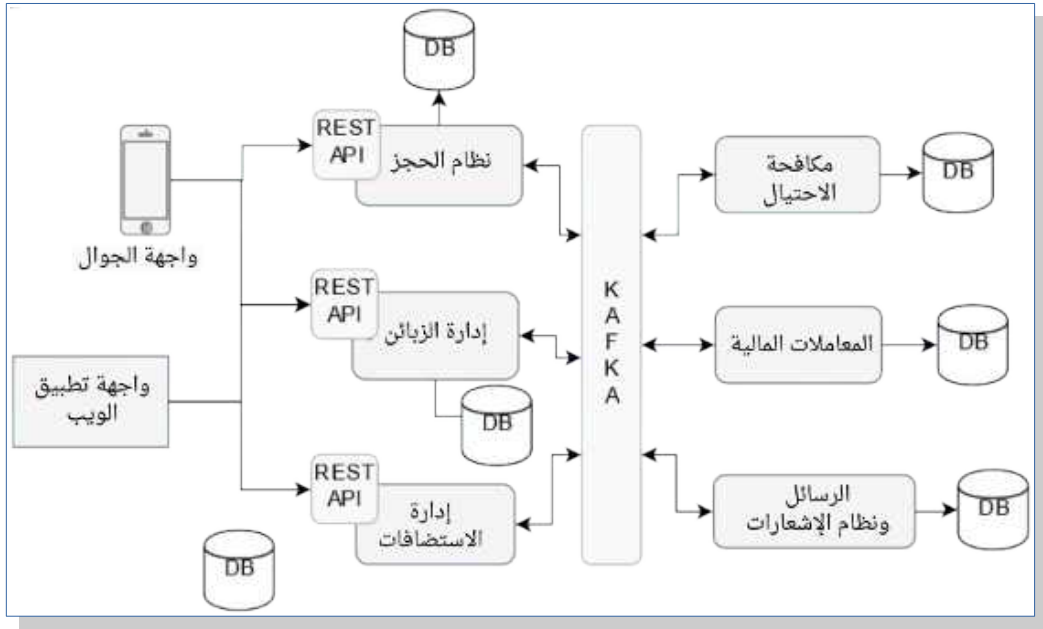 DB
REST
API
نظام الحجز
مكافحة
الاحتيال
DB
واجهة الجوال
REST
API
إدارة الزبائن
K
A
F
K
A
المعاملات المالية
DB
واجهة تطبيق
الويب
DB
REST
API
إدارة
الاستضافات
الرسائل
ونظام الإشعارات
DB
DB